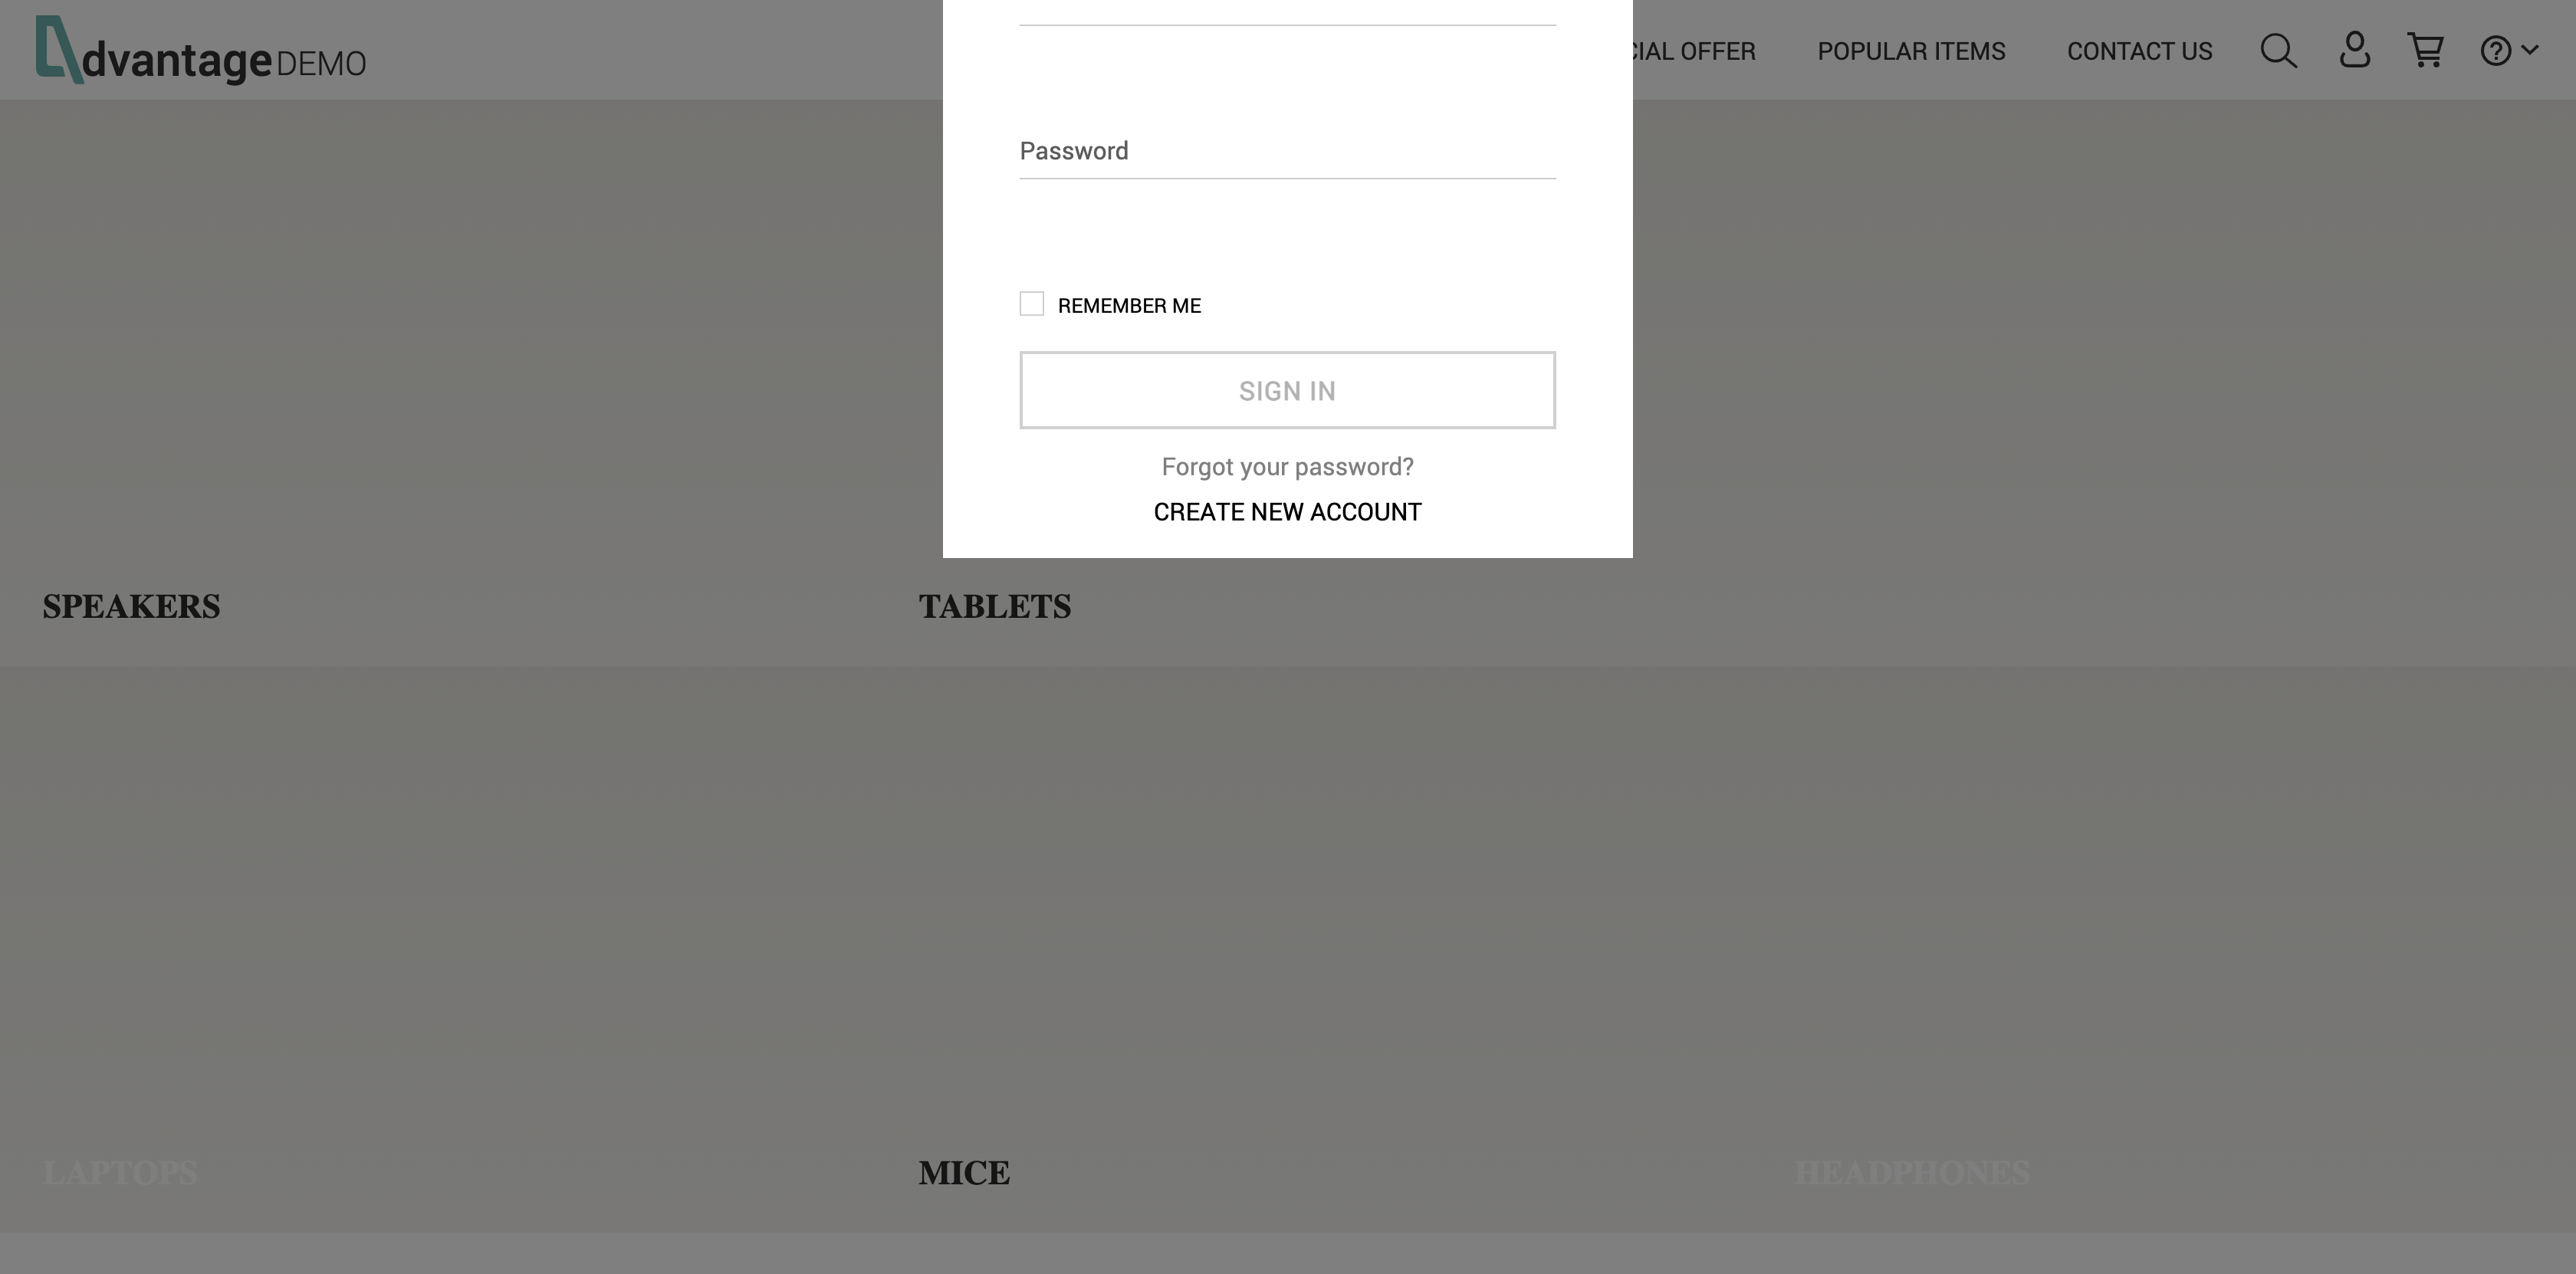 dvantage DEMO
CIAL OFFER
POPULAR ITEMS
CONTACT US
Password
REMEMBER ME
SIGN IN
Forgot your password?
CREATE NEW ACCOUNT
SPEAKERS
TABLETS
LAPTOPS
MICE
HEADPHONES